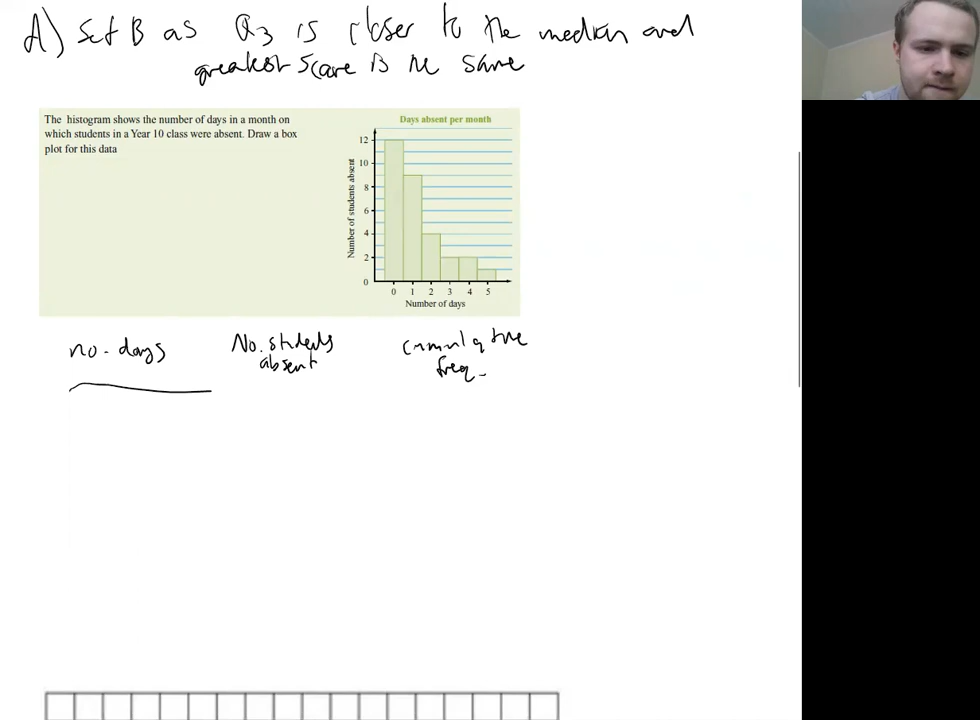 A) Set B as Q3 is closer to the median and
greatest score is the same
The histogram shows the number of days in a month on
which students in a Year 10 class were absent. Draw a box
plot for this data
Days absent per month
Number of students absent
12
10
8
6
4
2
0
0 1 2 3 4 5
Number of days
no. days
No. students
absent
cumulative
freq.